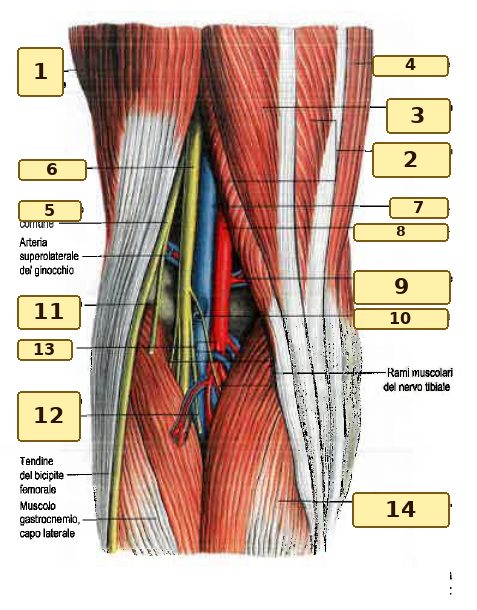 1
4
3
2
6
7
5
comune
8
Arteria
superolaterale
del ginocchio
9
11
10
13
Rami muscolari
del nervo tibiale
12
Tendine
del bicipite
femorale
14
Muscolo
gastrocnemio,
capo laterale